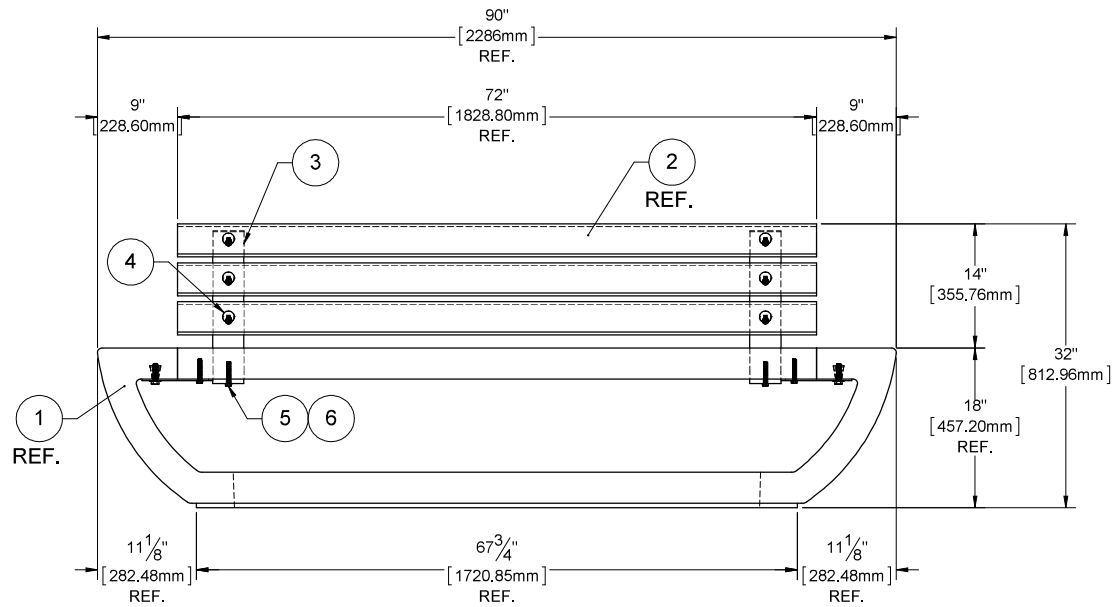 90"
[2286mm]
REF.
9"
[228.60mm]
72"
[1828.80mm]
REF.
9"
[228.60mm]
3
2
REF.
4
14"
[355.76mm]
32"
[812.96mm]
1
REF.
5 6
18"
[457.20mm]
REF.
11 1/8"
[282.48mm]
REF.
67 3/4"
[1720.85mm]
REF.
11 1/8"
[282.48mm]
REF.